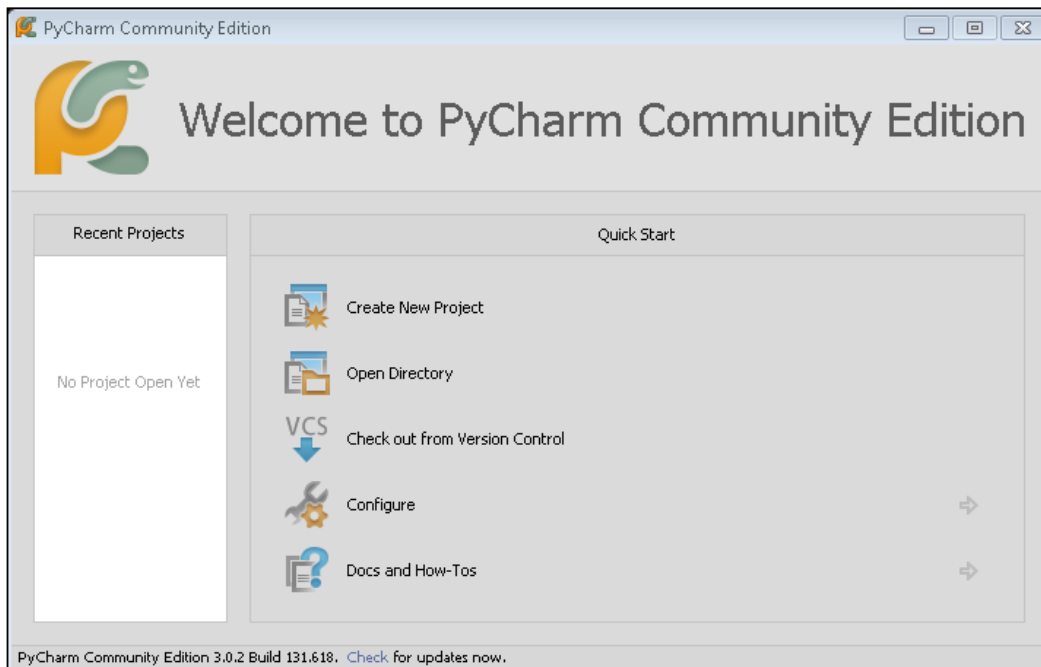 PyCharm Community Edition
Welcome to PyCharm Community Edition
Recent Projects
No Project Open Yet
Quick Start
Create New Project
Open Directory
VCS
Check out from Version Control
Configure
Docs and How-Tos
PyCharm Community Edition 3.0.2 Build 131.618. Check for updates now.